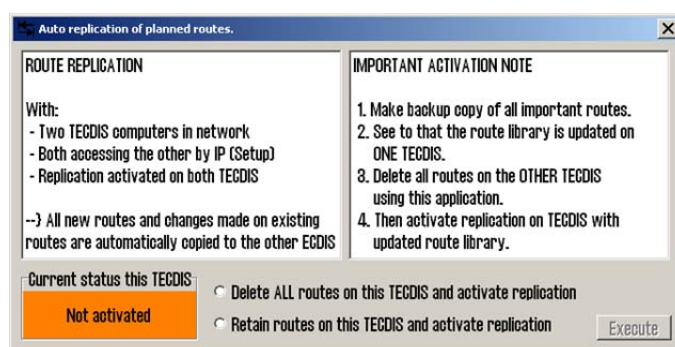 Auto replication of planned routes.
ROUTE REPLICATION
With:
- Two TECDIS computers in network
- Both accessing the other by IP (Setup)
- Replication activated on both TECDIS
--} All new routes and changes made on existing
routes are automatically copied to the other ECDIS
IMPORTANT ACTIVATION NOTE
1. Make backup copy of all important routes.
2. See to that the route library is updated on
ONE TECDIS.
3. Delete all routes on the OTHER TECDIS
using this application.
4. Then activate replication on TECDIS with
updated route library.
Current status this TECDIS
Not activated
Delete ALL routes on this TECDIS and activate replication
Retain routes on this TECDIS and activate replication
Execute